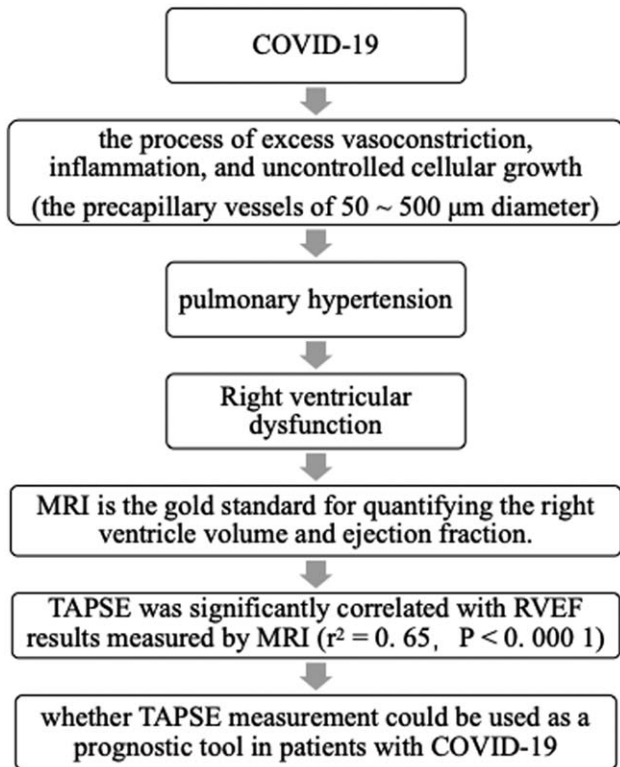 COVID-19
the process of excess vasoconstriction,
inflammation, and uncontrolled cellular growth
(the precapillary vessels of 50 ~ 500 μm diameter)
pulmonary hypertension
Right ventricular
dysfunction
MRI is the gold standard for quantifying the right
ventricle volume and ejection fraction.
TAPSE was significantly correlated with RVEF
results measured by MRI (r² = 0. 65,  P < 0. 000 1)
whether TAPSE measurement could be used as a
prognostic tool in patients with COVID-19